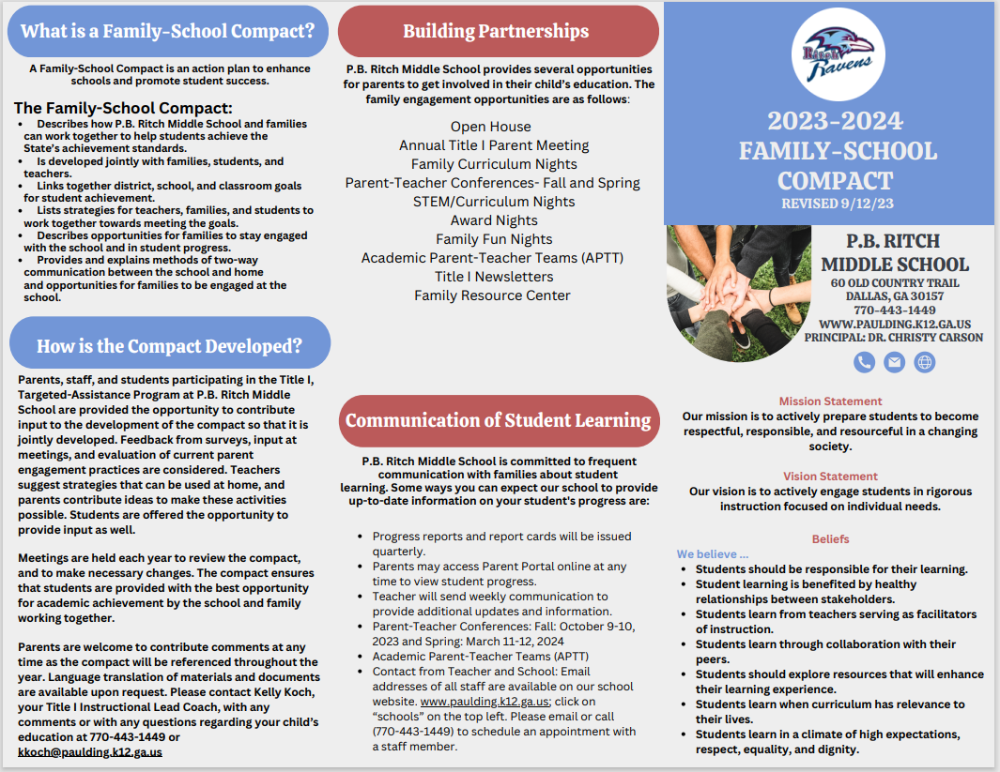 What is a Family-School Compact?
A Family-School Compact is an action plan to enhance
schools and promote student success.
The Family-School Compact:
• Describes how P.B. Ritch Middle School and families
can work together to help students achieve the
State's achievement standards.
• Is developed jointly with families, students, and
teachers.
• Links together district, school, and classroom goals
for student achievement.
• Lists strategies for teachers, families, and students to
work together towards meeting the goals.
• Describes opportunities for families to stay engaged
with the school and in student progress.
• Provides and explains methods of two-way
communication between the school and home
and opportunities for families to be engaged at the
school.
How is the Compact Developed?
Parents, staff, and students participating in the Title I,
Targeted-Assistance Program at P.B. Ritch Middle
School are provided the opportunity to contribute
input to the development of the compact so that it is
jointly developed. Feedback from surveys, input at
meetings, and evaluation of current parent
engagement practices are considered. Teachers
suggest strategies that can be used at home, and
parents contribute ideas to make these activities
possible. Students are offered the opportunity to
provide input as well.
Meetings are held each year to review the compact,
and to make necessary changes. The compact ensures
that students are provided with the best opportunity
for academic achievement by the school and family
working together.
Parents are welcome to contribute comments at any
time as the compact will be referenced throughout the
year. Language translation of materials and documents
are available upon request. Please contact Kelly Koch,
your Title I Instructional Lead Coach, with any
comments or with any questions regarding your child's
education at 770-443-1449 or
kkoch@paulding.k12.ga.us
Building Partnerships
P.B. Ritch Middle School provides several opportunities
for parents to get involved in their child's education. The
family engagement opportunities are as follows:
Open House
Annual Title I Parent Meeting
Family Curriculum Nights
Parent-Teacher Conferences- Fall and Spring
STEM/Curriculum Nights
Award Nights
Family Fun Nights
Academic Parent-Teacher Teams (APTT)
Title I Newsletters
Family Resource Center
Communication of Student Learning
P.B. Ritch Middle School is committed to frequent
communication with families about student
learning. Some ways you can expect our school to provide
up-to-date information on your student's progress are:
• Progress reports and report cards will be issued
quarterly.
• Parents may access Parent Portal online at any
time to view student progress.
• Teacher will send weekly communication to
provide additional updates and information.
• Parent-Teacher Conferences: Fall: October 9-10,
2023 and Spring: March 11-12, 2024
• Academic Parent-Teacher Teams (APTT)
• Contact from Teacher and School: Email
addresses of all staff are available on our school
website. www.paulding.k12.ga.us; click on
“schools” on the top left. Please email or call
(770-443-1449) to schedule an appointment with
a staff member.
Ritch
Ravens
2023-2024
FAMILY-SCHOOL
COMPACT
REVISED 9/12/23
P.B. RITCH
MIDDLE SCHOOL
60 OLD COUNTRY TRAIL
DALLAS, GA 30157
770-443-1449
WWW.PAULDING.K12.GA.US
PRINCIPAL: DR. CHRISTY CARSON
Mission Statement
Our mission is to actively prepare students to become
respectful, responsible, and resourceful in a changing
society.
Vision Statement
Our vision is to actively engage students in rigorous
instruction focused on individual needs.
Beliefs
We believe ...
• Students should be responsible for their learning.
• Student learning is benefited by healthy
relationships between stakeholders.
• Students learn from teachers serving as facilitators
of instruction.
• Students learn through collaboration with their
peers.
• Students should explore resources that will enhance
their learning experience.
• Students learn when curriculum has relevance to
their lives.
• Students learn in a climate of high expectations,
respect, equality, and dignity.